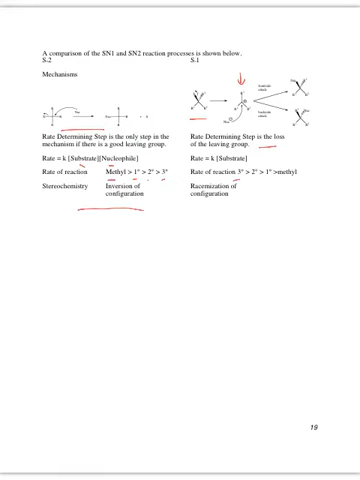 A comparison of the SN1 and SN2 reaction processes is shown below.
Sₙ2
Sₙ1
Mechanisms
Rate Determining Step is the only step in the
mechanism if there is a good leaving group.
Rate Determining Step is the loss
of the leaving group.
Rate = k [Substrate][Nucleophile]
Rate = k [Substrate]
Rate of reaction Methyl > 1° > 2° > 3°
Rate of reaction 3° > 2° > 1° >methyl
Stereochemistry
Inversion of
configuration
Racemization of
configuration
19